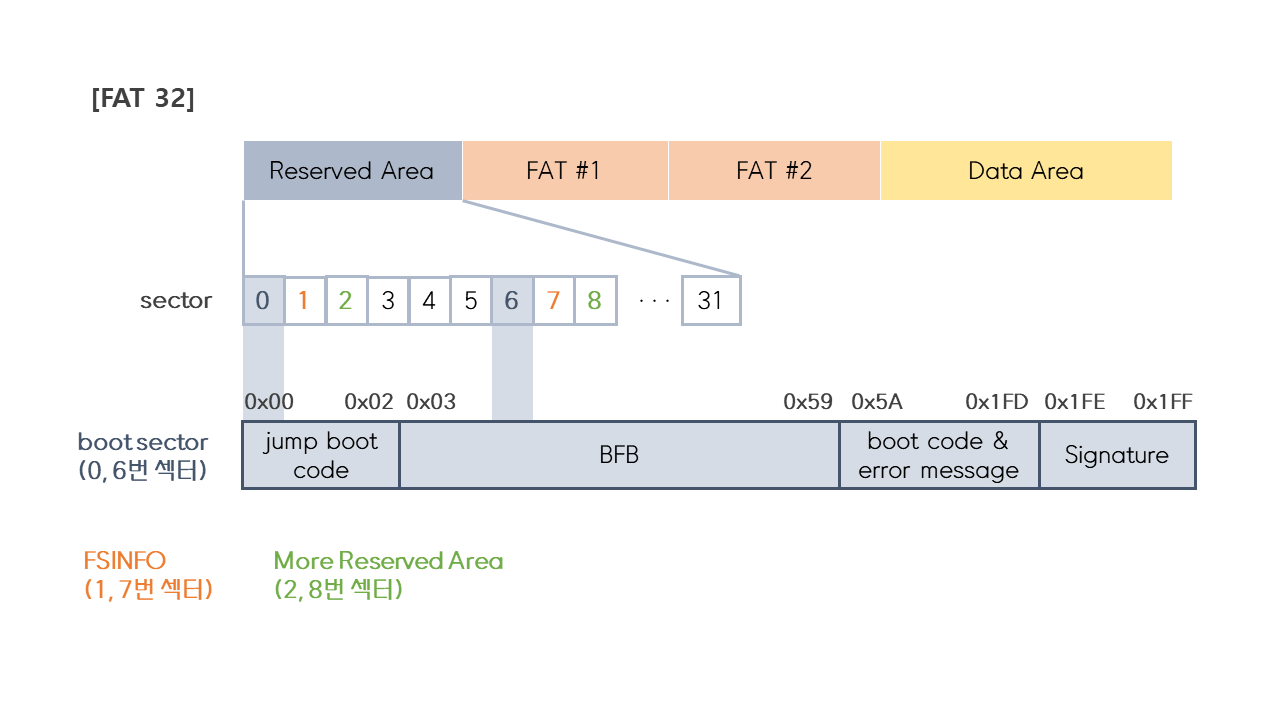 [FAT 32]
Reserved Area
FAT #1
FAT #2
Data Area
sector
0 1 2 3 4 5 6 7 8 ··· 31
0x00 0x02 0x03 0x59 0x5A 0x1FD 0x1FE 0x1FF
boot sector
(0, 6번 섹터)
jump boot
code
BFB
boot code &
error message
Signature
FSINFO
(1, 7번 섹터)
More Reserved Area
(2, 8번 섹터)